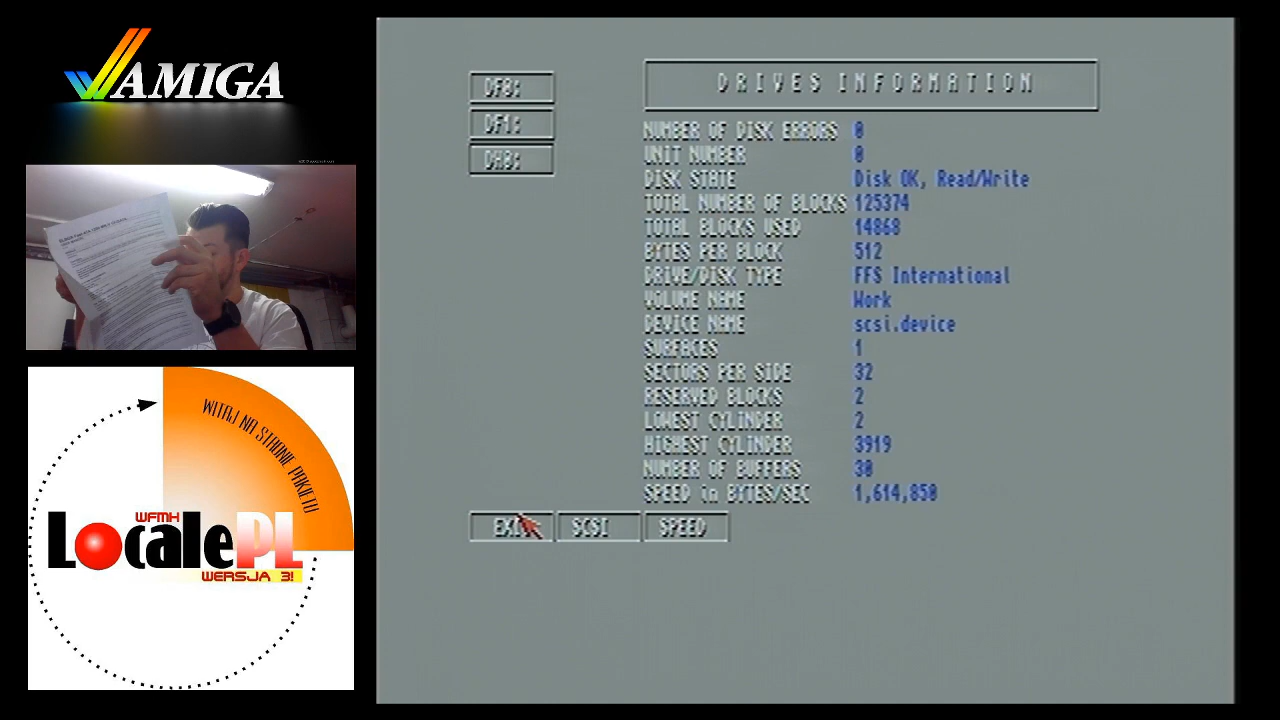 AMIGA
DF0:
DF1:
DH0:
DRIVES INFORMATION
NUMBER OF DISK ERRORS 0
UNIT NUMBER 0
DISK STATE Disk OK, Read/Write
TOTAL NUMBER OF BLOCKS 125374
TOTAL BLOCKS USED 14868
BYTES PER BLOCK 512
DRIVE/DISK TYPE FFS International
VOLUME NAME Work
DEVICE NAME scsi.device
SURFACES 1
SECTORS PER SIDE 32
RESERVED BLOCKS 2
LOWEST CYLINDER 2
HIGHEST CYLINDER 3919
NUMBER OF BUFFERS 30
SPEED in BYTES/SEC 1,614,850
SCSI
SPEED
WITAJ NA STRONIE PAKIETU
WFMH
LocalePL
WERSJA 3!